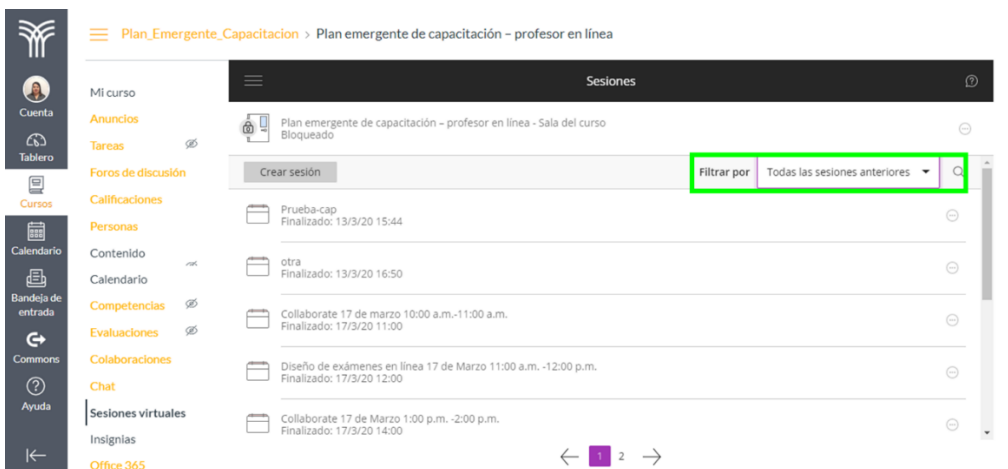 Plan_Emergente_Capacitacion > Plan emergente de capacitación – profesor en línea
Cuenta
Tablero
Cursos
Calendario
Bandeja de
entrada
Commons
Ayuda
Mi curso
Anuncios
Tareas
Foros de discusión
Calificaciones
Personas
Contenido
Calendario
Competencias
Evaluaciones
Colaboraciones
Chat
Sesiones virtuales
Insignias
Office 365
Sesiones
Plan emergente de capacitación – profesor en línea - Sala del curso
Bloqueado
Crear sesión
Filtrar por Todas las sesiones anteriores
Prueba-cap
Finalizado: 13/3/20 15:44
otra
Finalizado: 13/3/20 16:50
Collaborate 17 de marzo 10:00 a.m.-11:00 a.m.
Finalizado: 17/3/20 11:00
Diseño de exámenes en línea 17 de Marzo 11:00 a.m. -12:00 p.m.
Finalizado: 17/3/20 12:00
Collaborate 17 de Marzo 1:00 p.m. -2:00 p.m.
Finalizado: 17/3/20 14:00
1 2